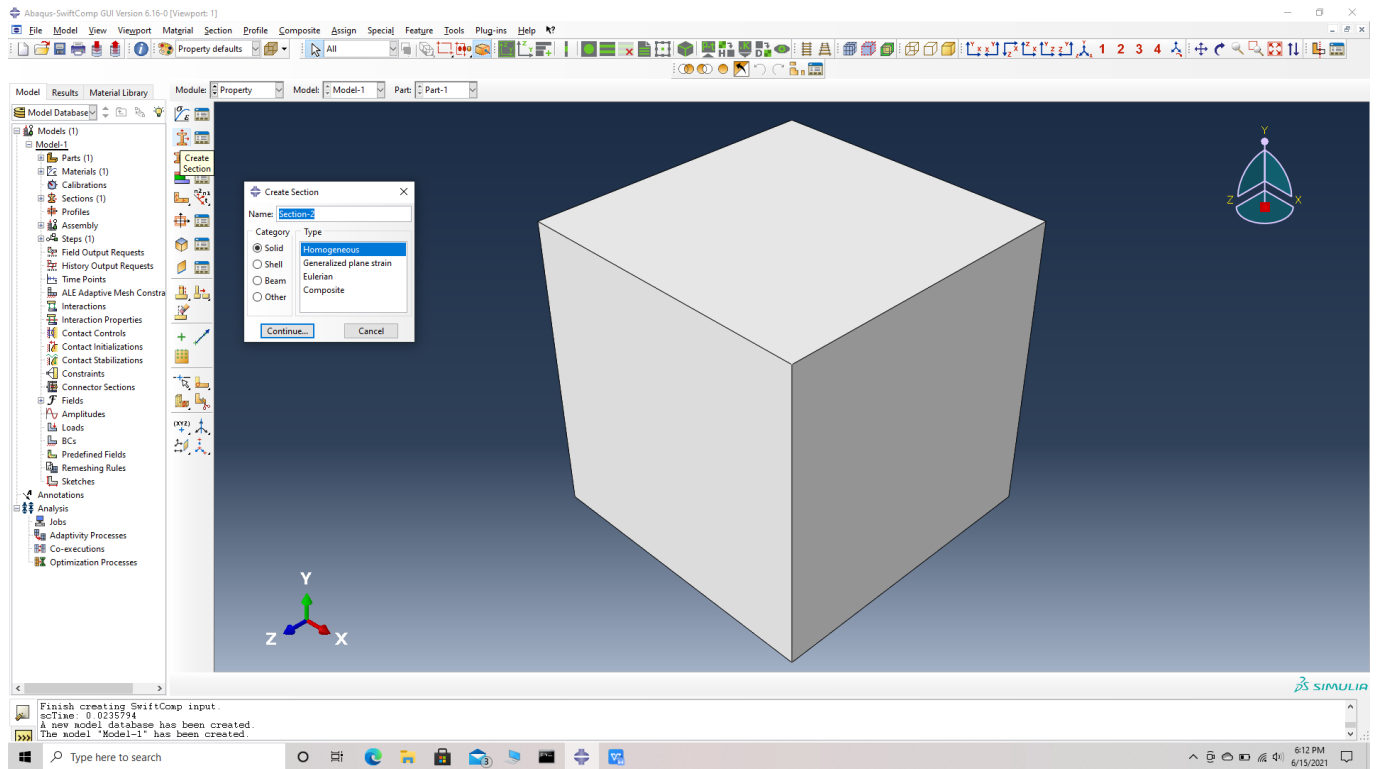 Abaqus-SwiftComp GUI Version 6.16-0 [Viewport: 1]
File Model View Viewport Material Section Profile Composite Assign Special Feature Tools Plug-ins Help
Property defaults All 1 2 3 4
Model Results Material Library Module: Property Model: Model-1 Part: Part-1
Model Database
Models (1)
Model-1
Parts (1)
Materials (1)
Calibrations
Sections (1)
Profiles
Assembly
Steps (1)
Field Output Requests
History Output Requests
Time Points
ALE Adaptive Mesh Constra
Interactions
Interaction Properties
Contact Controls
Contact Initializations
Contact Stabilizations
Constraints
Connector Sections
Fields
Amplitudes
Loads
BCs
Predefined Fields
Remeshing Rules
Sketches
Annotations
Analysis
Jobs
Adaptivity Processes
Co-executions
Optimization Processes
Create
Section
(XYZ)
Create Section
Name: Section-2
Category Type
Solid Homogeneous
Shell Generalized plane strain
Beam Eulerian
Other Composite
Continue... Cancel
Y
Z X
Y
Z X
SIMULIA
Finish creating SwiftComp input.
scTime: 0.0235794
A new model database has been created.
The model "Model-1" has been created.
Type here to search
3
6:12 PM
6/15/2021